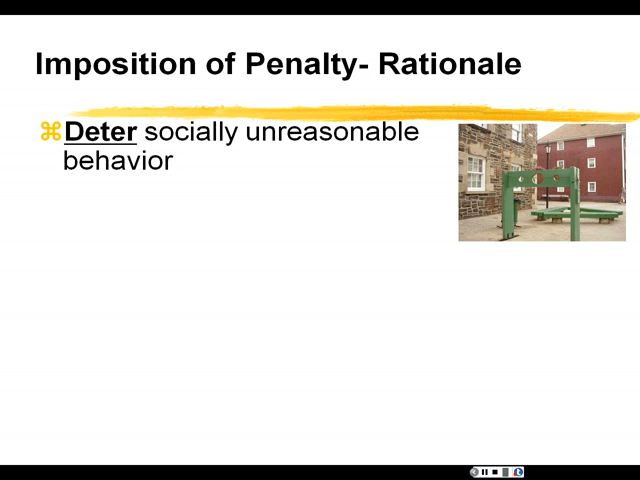 Imposition of Penalty- Rationale
⌘Deter socially unreasonable
behavior